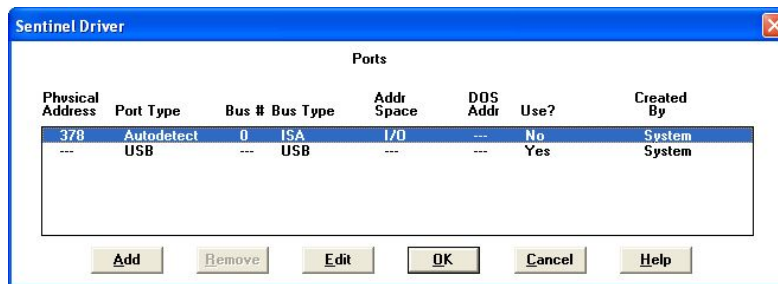 Sentinel Driver
Ports
Physical Address Port Type Bus # Bus Type Addr Space DOS Addr Use? Created By
378 Autodetect 0 ISA I/O --- No System
--- USB --- USB --- --- Yes System
Add Remove Edit OK Cancel Help